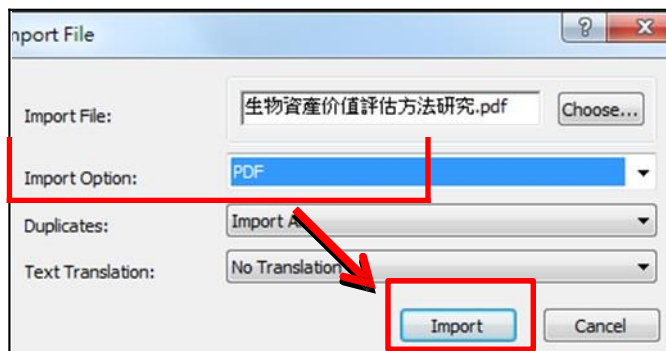 mport File
Import File:
生物資產价值評估方法研究.pdf
Choose...
Import Option:
PDF
Duplicates:
Import A
Text Translation:
No Translation
Import
Cancel